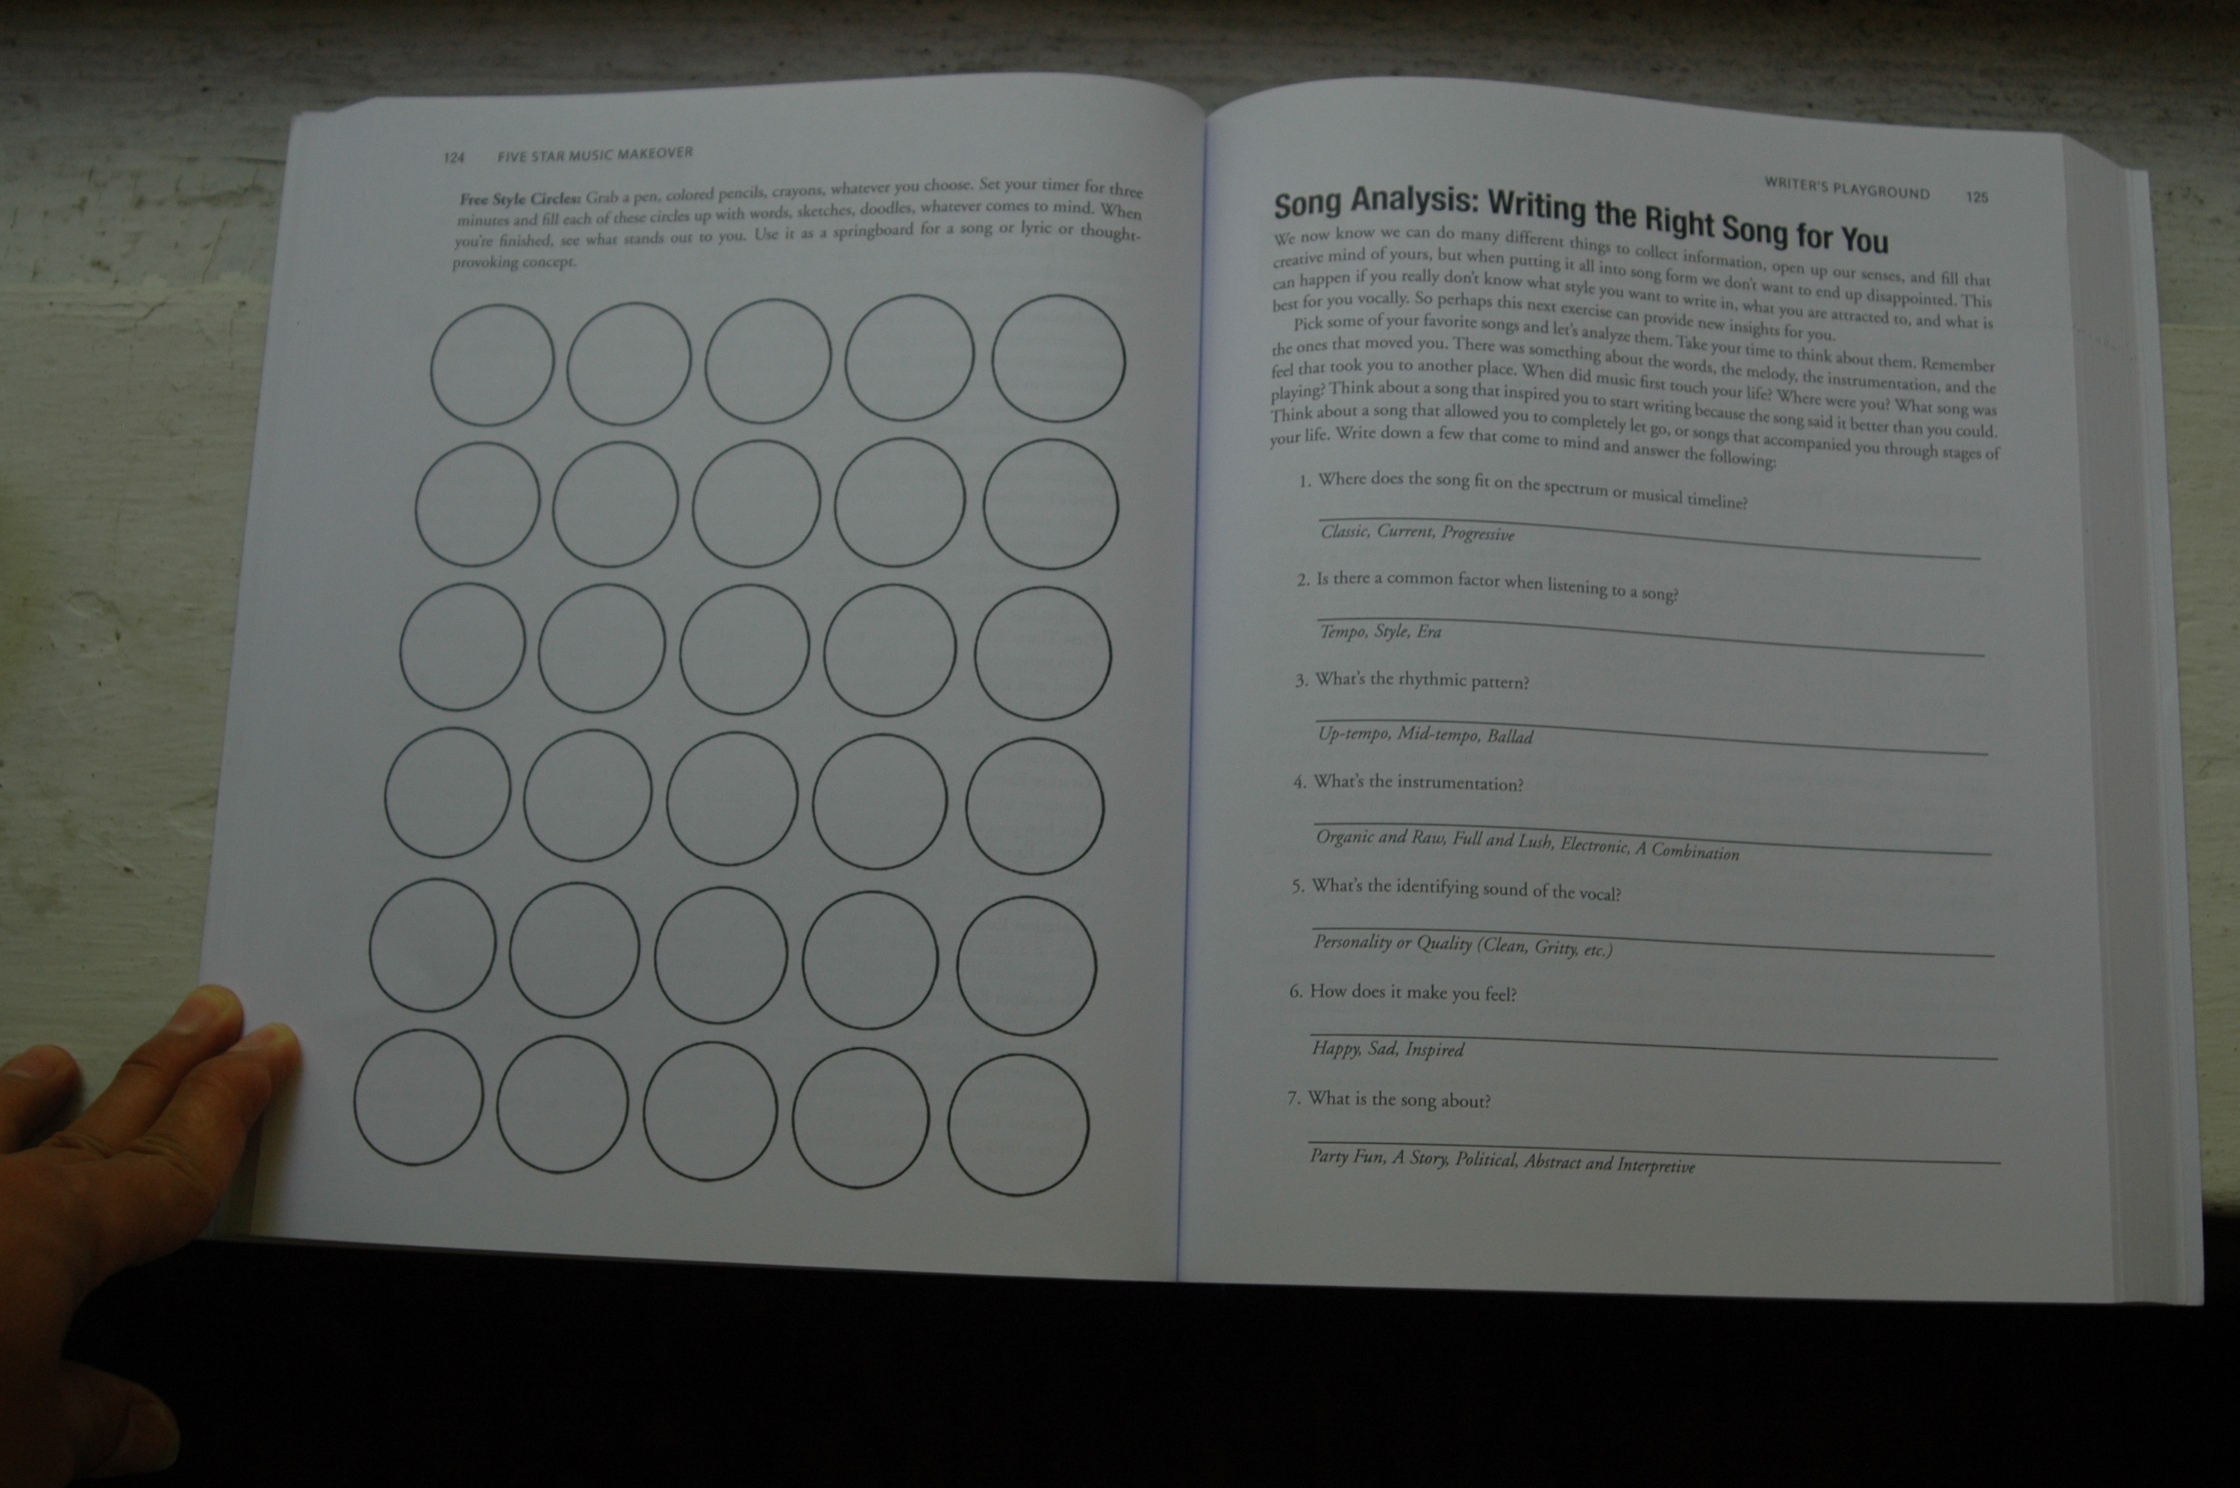 124 FIVE STAR MUSIC MAKEOVER
Free Style Circles: Grab a pen, colored pencils, crayons, whatever you choose. Set your timer for three
minutes and fill each of these circles up with words, sketches, doodles, whatever comes to mind. When
you're finished, see what stands out to you. Use it as a springboard for a song or lyric or thought-
provoking concept.
WRITER'S PLAYGROUND 125
Song Analysis: Writing the Right Song for You
We now know we can do many different things to collect information, open up our senses, and fill that
creative mind of yours, but when putting it all into song form we don't want to end up disappointed. This
can happen if you really don't know what style you want to write in, what you are attracted to, and what is
best for you vocally. So perhaps this next exercise can provide new insights for you.
Pick some of your favorite songs and let's analyze them. Take your time to think about them. Remember
the ones that moved you. There was something about the words, the melody, the instrumentation, and the
feel that took you to another place. When did music first touch your life? Where were you? What song was
playing? Think about a song that inspired you to start writing because the song said it better than you could.
Think about a song that allowed you to completely let go, or songs that accompanied you through stages of
your life. Write down a few that come to mind and answer the following:
1. Where does the song fit on the spectrum or musical timeline?
Classic, Current, Progressive
2. Is there a common factor when listening to a song?
Tempo, Style, Era
3. What's the rhythmic pattern?
Up-tempo, Mid-tempo, Ballad
4. What's the instrumentation?
Organic and Raw, Full and Lush, Electronic, A Combination
5. What's the identifying sound of the vocal?
Personality or Quality (Clean, Gritty, etc.)
6. How does it make you feel?
Happy, Sad, Inspired
7. What is the song about?
Party Fun, A Story, Political, Abstract and Interpretive